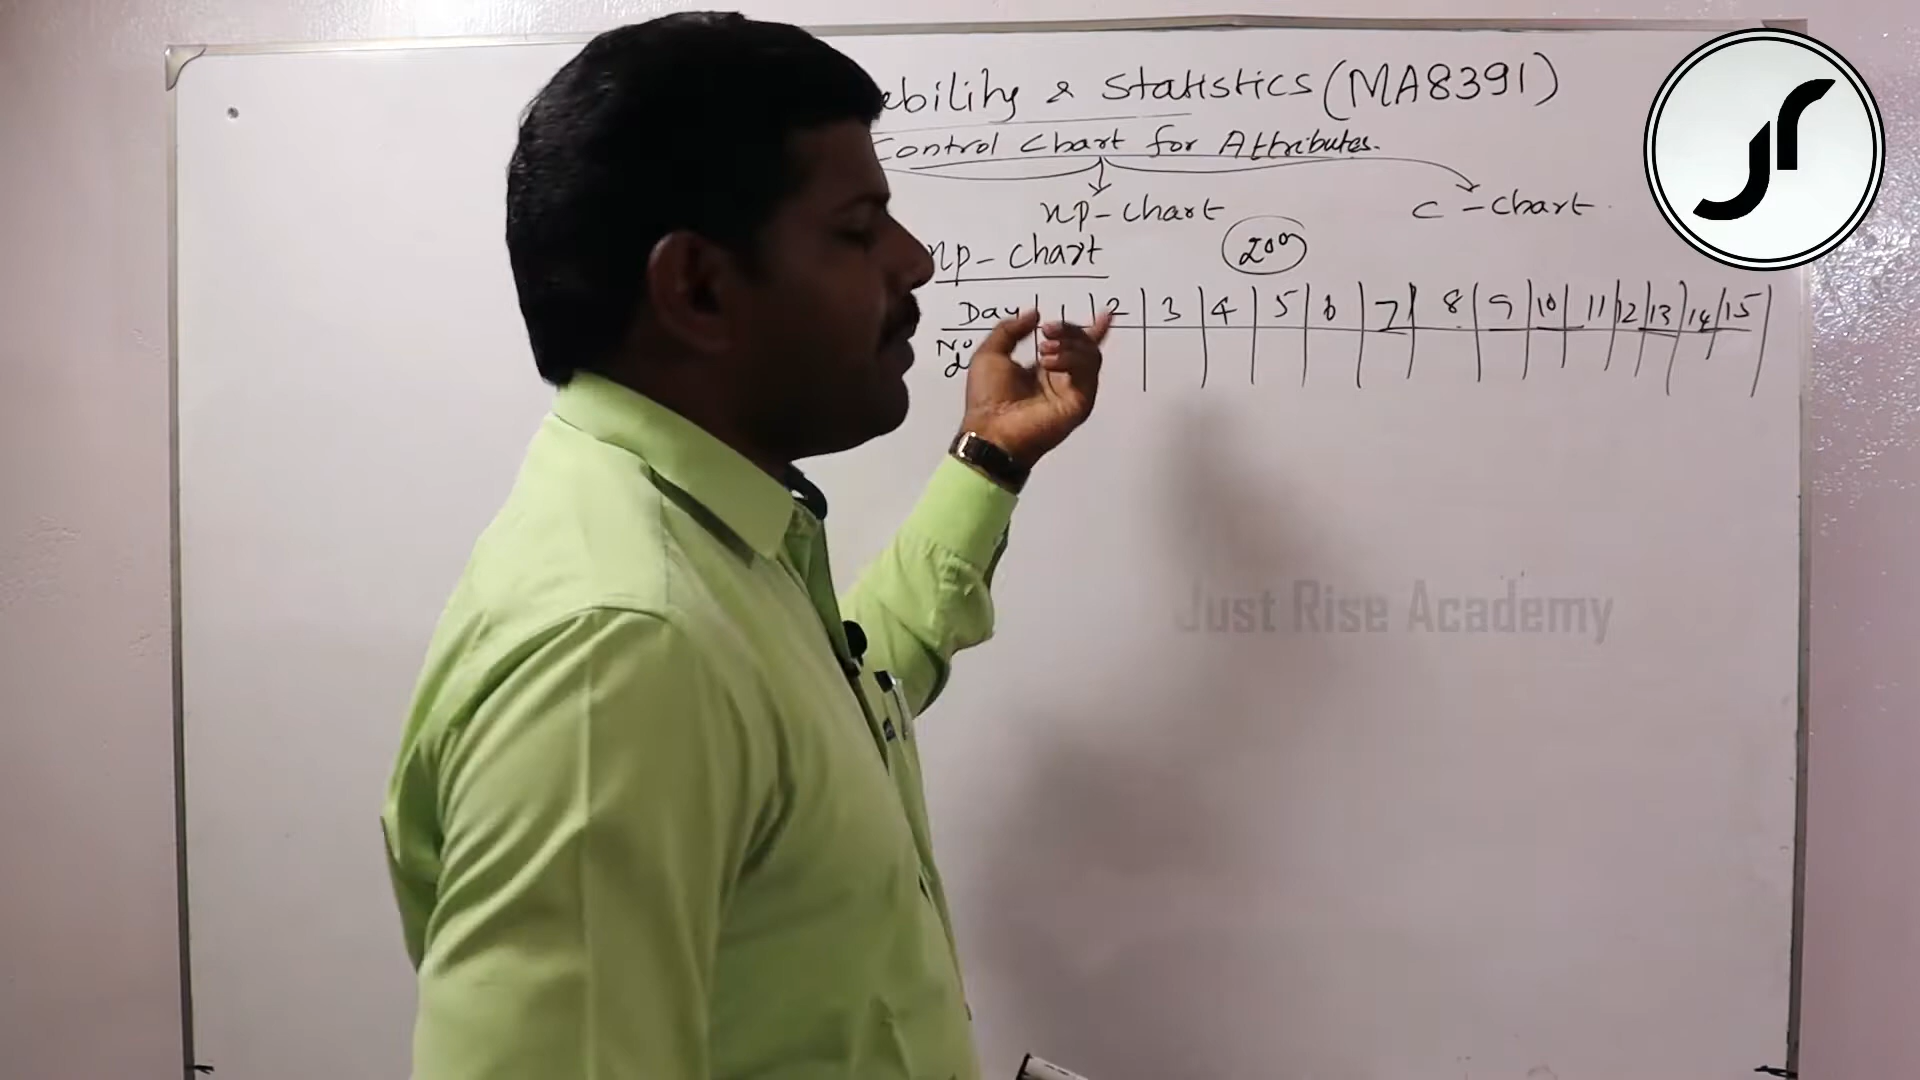 & Statistics (MA8391)
Control Chart for Attributes.
np - Chart c - Chart
np - Chart 200
Day 1 2 3 4 5 6 7 8 9 10 11 12 13 14 15
No
d
Just Rise Academy